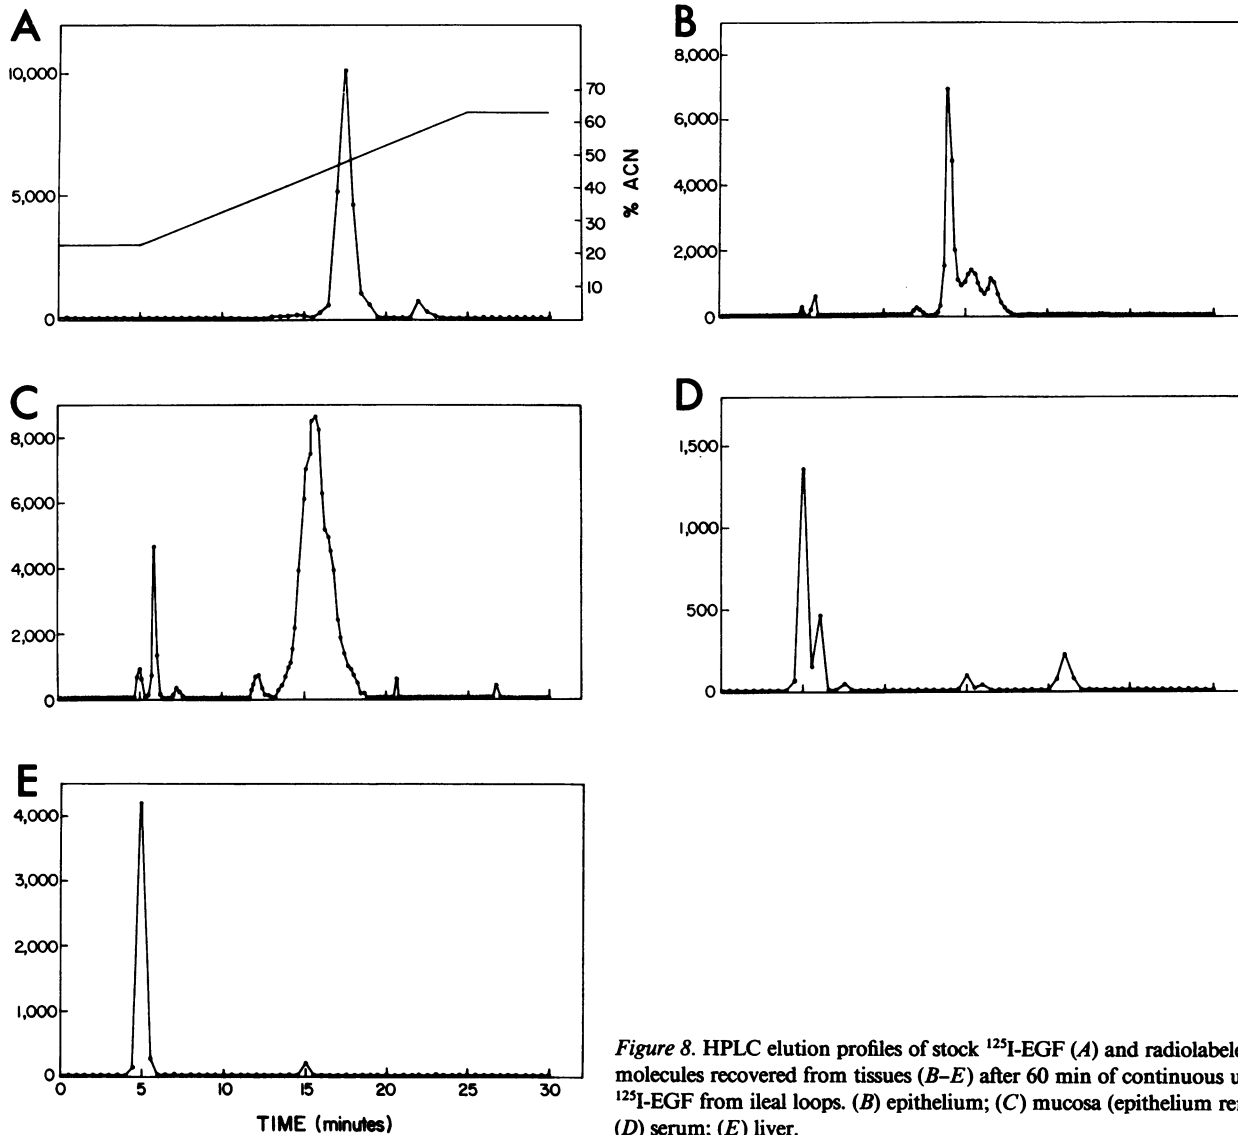 A
10,000
5,000
0
70
60
50
40
30
20
10
% ACN
B
8,000
6,000
4,000
2,000
0
C
8,000
6,000
4,000
2,000
0
D
1,500
1,000
500
0
E
4,000
3,000
2,000
1,000
0
0 5 10 15 20 25 30
TIME (minutes)
Figure 8. HPLC elution profiles of stock ¹²⁵I-EGF (A) and radiolabele
molecules recovered from tissues (B–E) after 60 min of continuous u
¹²⁵I-EGF from ileal loops. (B) epithelium; (C) mucosa (epithelium re
(D) serum; (E) liver.